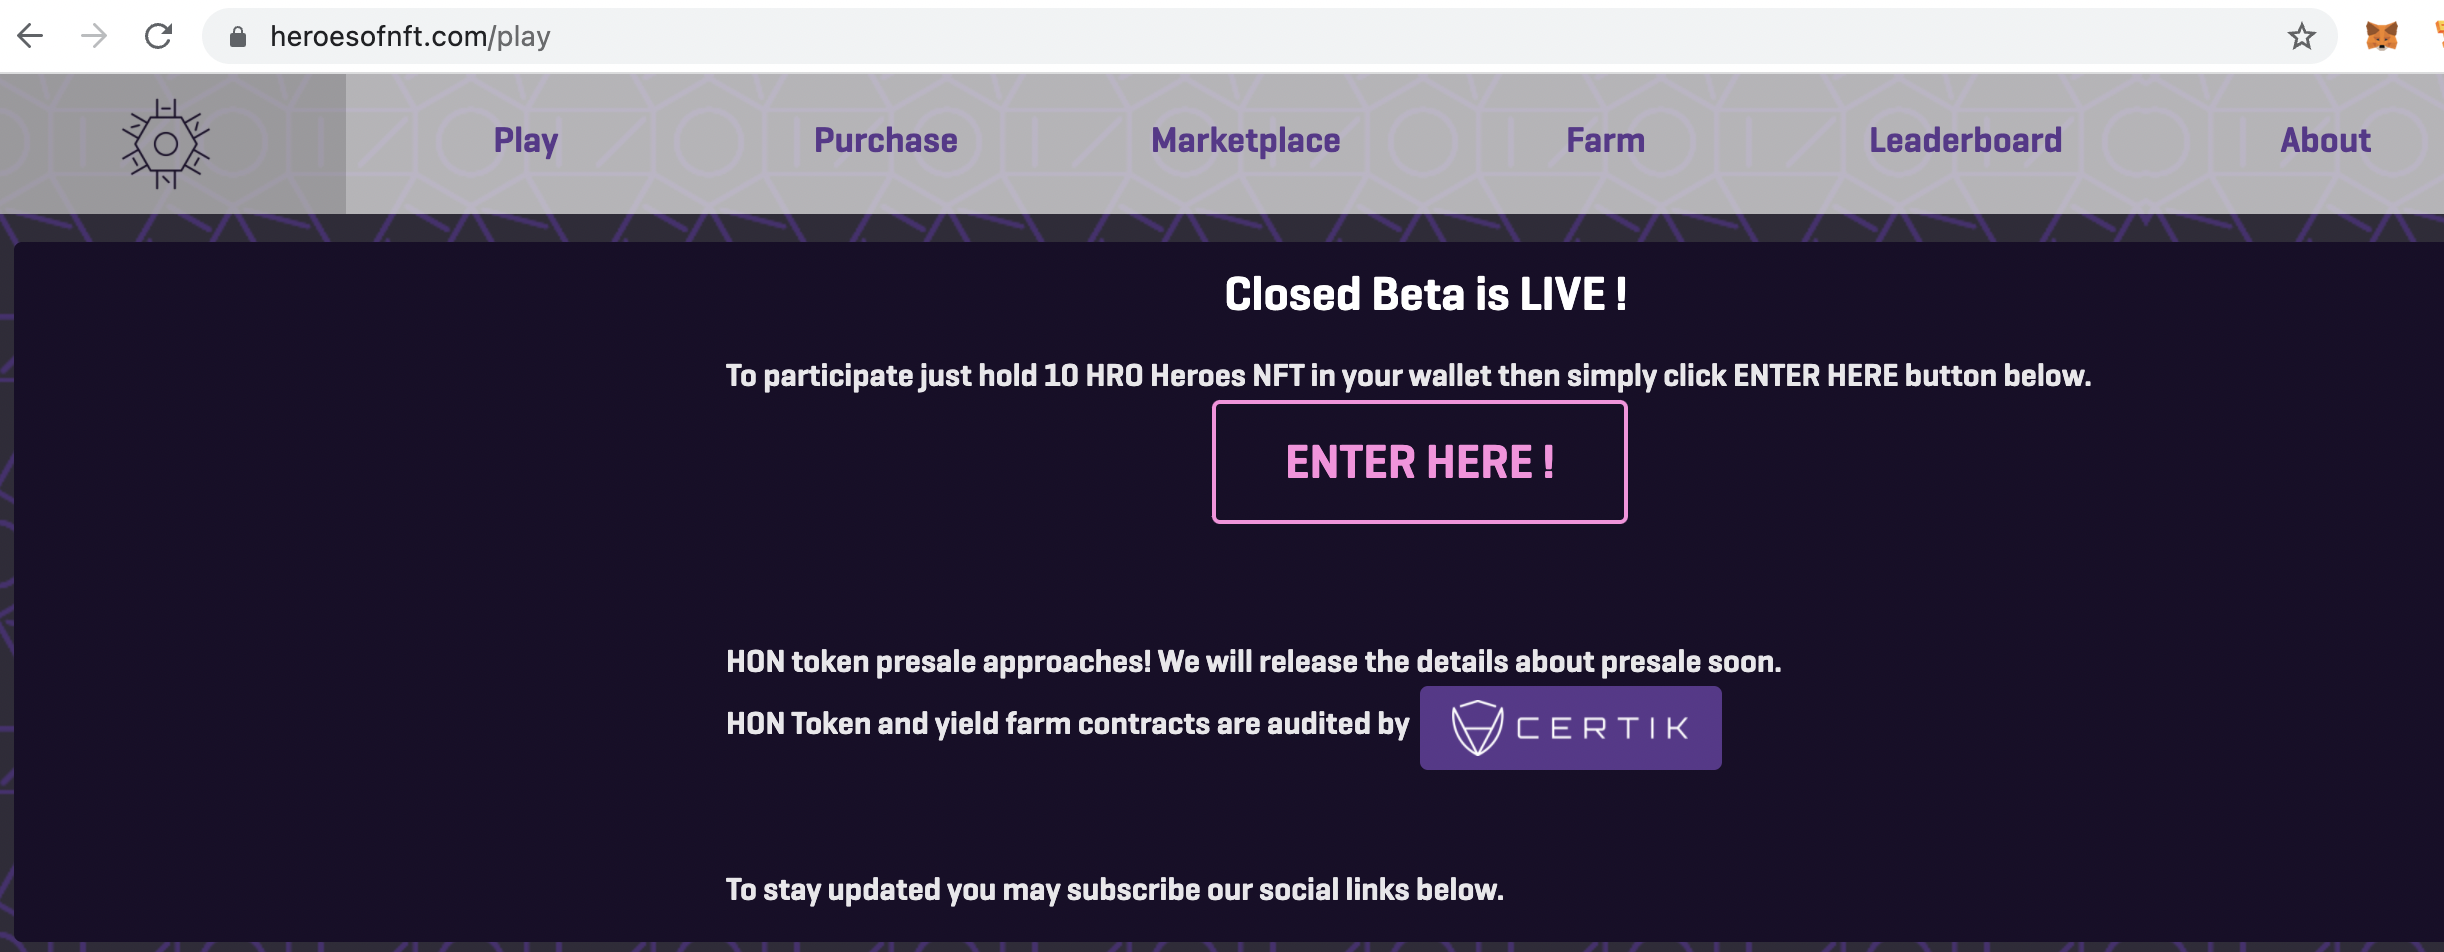 heroesofnft.com/play
Play Purchase Marketplace Farm Leaderboard About
Closed Beta is LIVE !
To participate just hold 10 HRO Heroes NFT in your wallet then simply click ENTER HERE button below.
ENTER HERE !
HON token presale approaches! We will release the details about presale soon.
HON Token and yield farm contracts are audited by CERTIK
To stay updated you may subscribe our social links below.